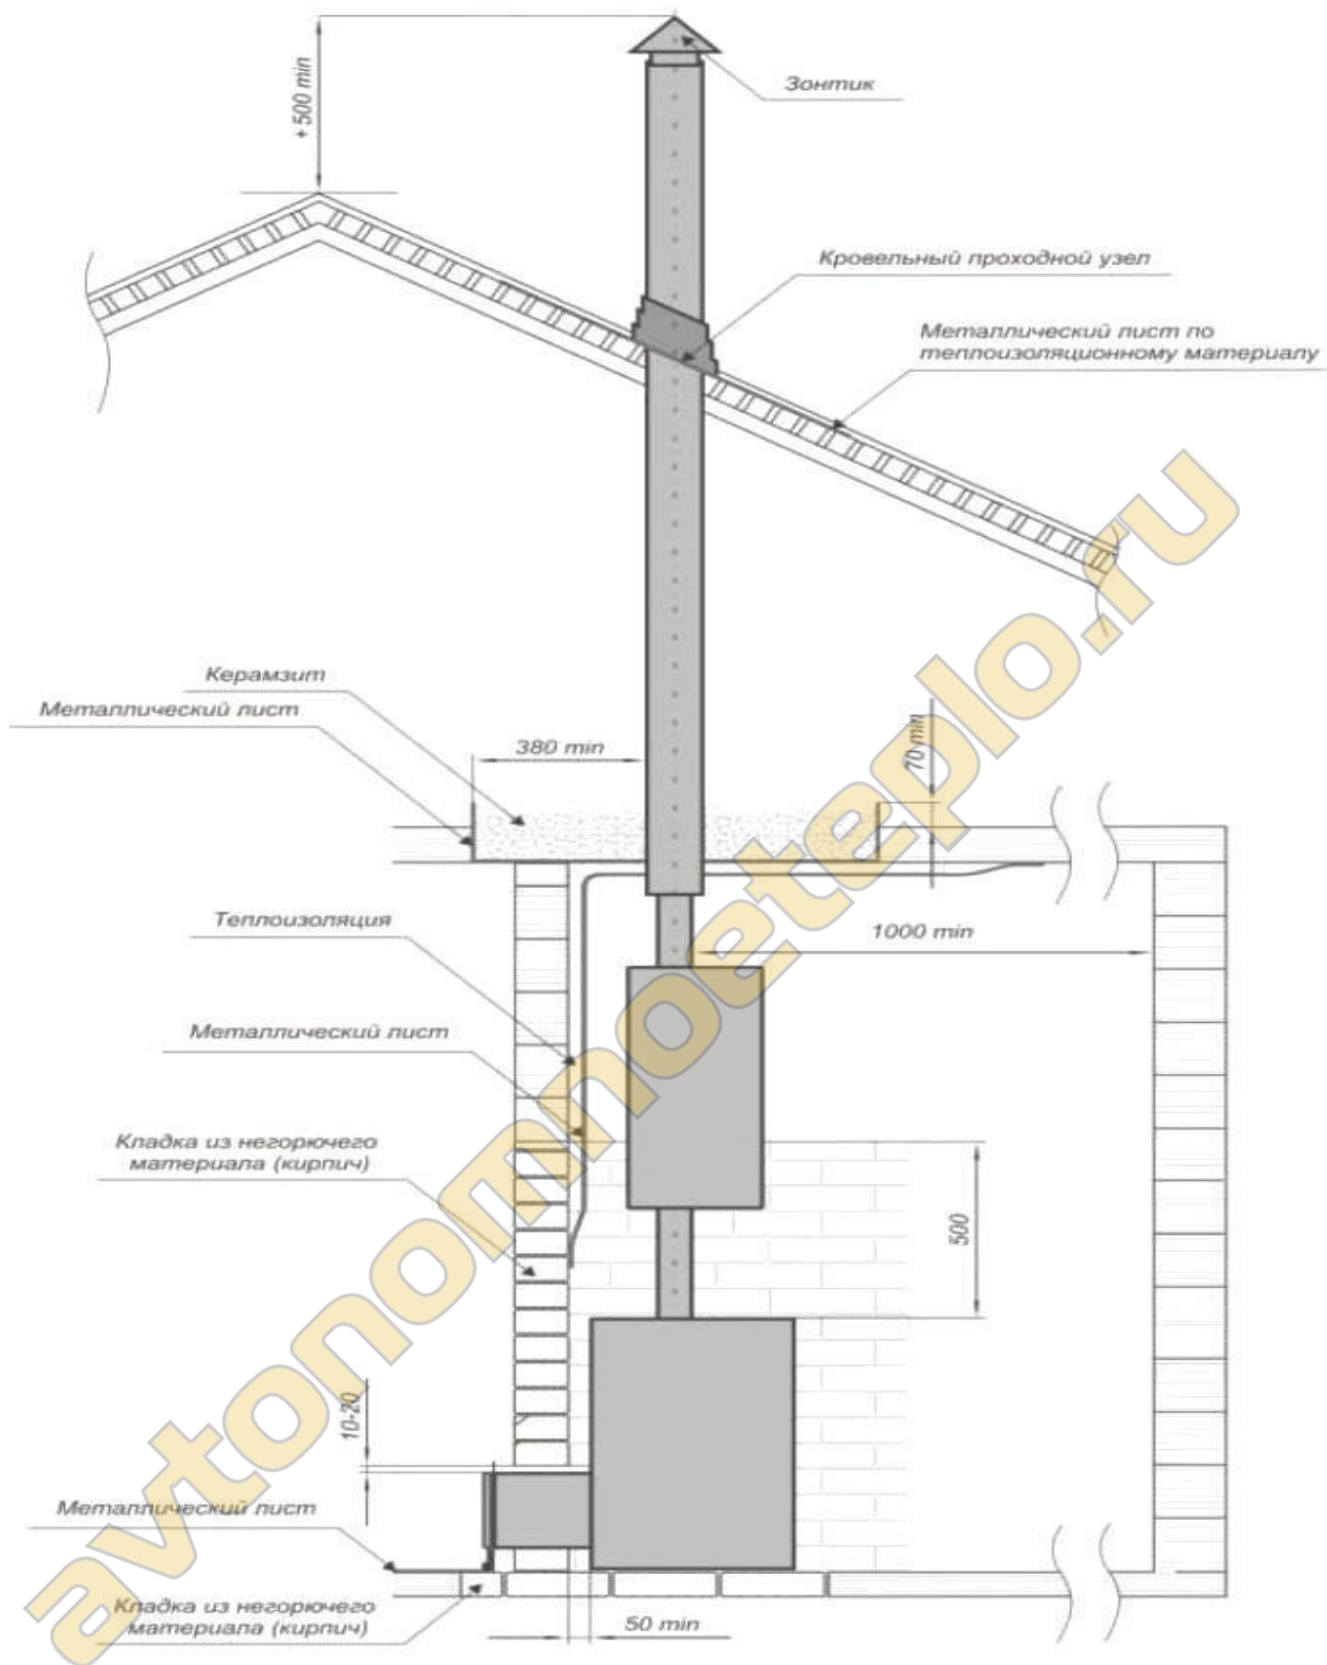 +500 min
Зонтик
Кровельный проходной узел
Металлический лист по
теплоизоляционному материалу
Керамзит
Металлический лист
380 min
70 min
Теплоизоляция
1000 min
Металлический лист
Кладка из негорючего
материала (кирпич)
500
10-20
Металлический лист
Кладка из негорючего
материала (кирпич)
50 min
avtonomnoeteplo.ru